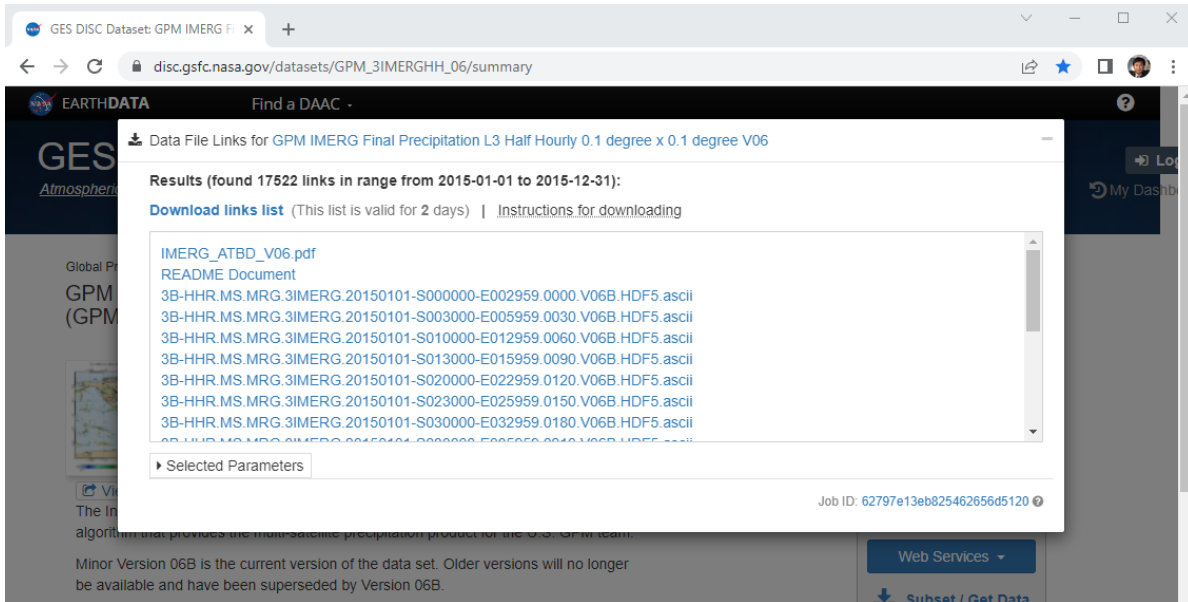 GES DISC Dataset: GPM IMERG Fi
disc.gsfc.nasa.gov/datasets/GPM_3IMERGHH_06/summary
EARTHDATA Find a DAAC
GES
Atmospheric
Log
My Dashb
Data File Links for GPM IMERG Final Precipitation L3 Half Hourly 0.1 degree x 0.1 degree V06
Results (found 17522 links in range from 2015-01-01 to 2015-12-31):
Download links list (This list is valid for 2 days) | Instructions for downloading
IMERG_ATBD_V06.pdf
README Document
3B-HHR.MS.MRG.3IMERG.20150101-S000000-E002959.0000.V06B.HDF5.ascii
3B-HHR.MS.MRG.3IMERG.20150101-S003000-E005959.0030.V06B.HDF5.ascii
3B-HHR.MS.MRG.3IMERG.20150101-S010000-E012959.0060.V06B.HDF5.ascii
3B-HHR.MS.MRG.3IMERG.20150101-S013000-E015959.0090.V06B.HDF5.ascii
3B-HHR.MS.MRG.3IMERG.20150101-S020000-E022959.0120.V06B.HDF5.ascii
3B-HHR.MS.MRG.3IMERG.20150101-S023000-E025959.0150.V06B.HDF5.ascii
3B-HHR.MS.MRG.3IMERG.20150101-S030000-E032959.0180.V06B.HDF5.ascii
Selected Parameters
Job ID: 62797e13eb825462656d5120
Global Pr
GPM
(GPM
Vi
The In
algorithm that provides the multi-satellite precipitation product for the U.S. GPM team.
Minor Version 06B is the current version of the data set. Older versions will no longer
be available and have been superseded by Version 06B.
Web Services
Subset / Get Data